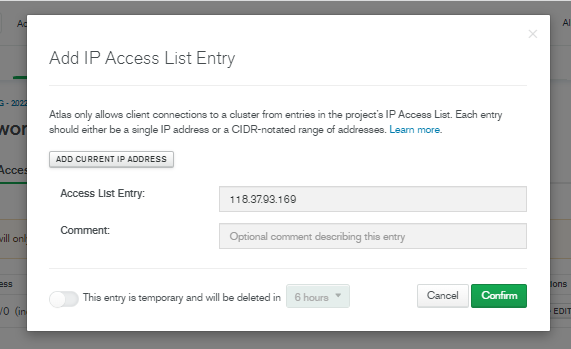 Ac
Al
Add IP Access List Entry
G - 2022
Atlas only allows client connections to a cluster from entries in the project's IP Access List. Each entry
should either be a single IP address or a CIDR-notated range of addresses. Learn more.
wor
ADD CURRENT IP ADDRESS
Acces
Access List Entry:
118.37.93.169
Comment:
Optional comment describing this entry
will onl
ess
ions
This entry is temporary and will be deleted in
6 hours
Cancel
Confirm
/0 (in
EDIT